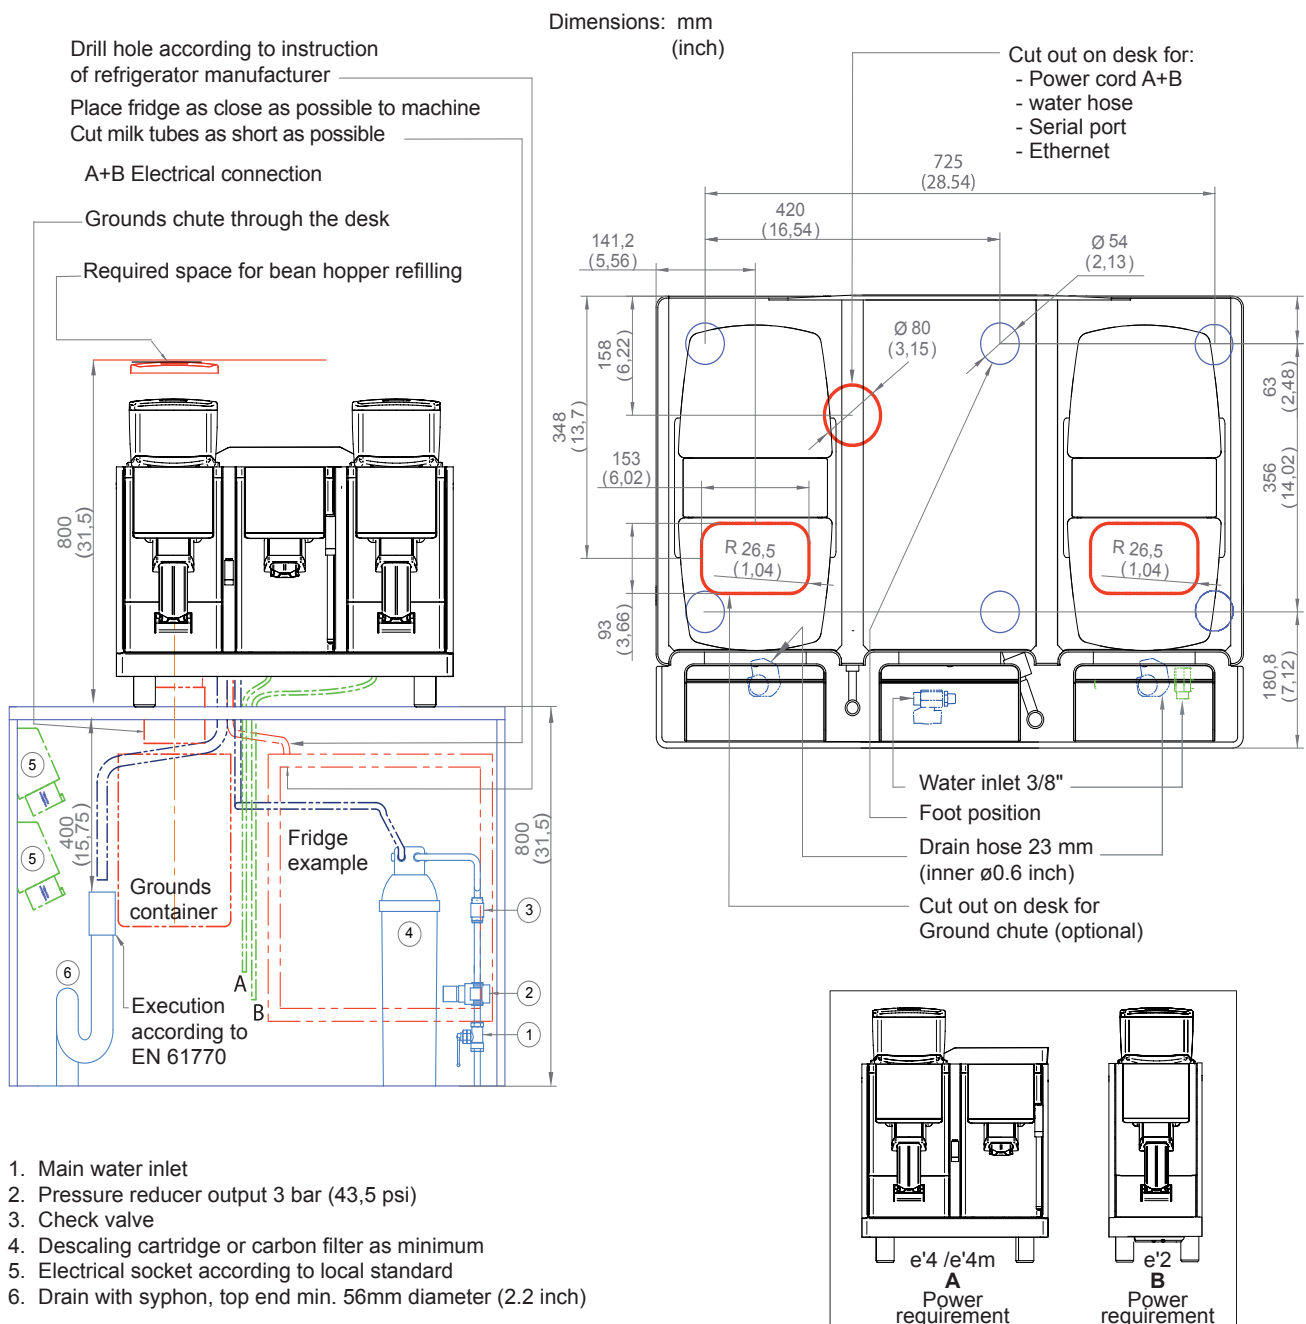 Dimensions: mm
(inch)
Drill hole according to instruction
of refrigerator manufacturer
Place fridge as close as possible to machine
Cut milk tubes as short as possible
A+B Electrical connection
Grounds chute through the desk
Required space for bean hopper refilling
800
(31.5)
5
5
400
(15,75)
Grounds
container
Fridge
example
800
(31.5)
3
4
2
1
6
A
B
Execution
according to
EN 61770
Cut out on desk for:
- Power cord A+B
- water hose
- Serial port
- Ethernet
725
(28.54)
420
(16,54)
141,2
(5,56)
Ø 54
(2,13)
Ø 80
(3,15)
158
(6,22)
348
(13,7)
153
(6,02)
63
(2,48)
356
(14,02)
R 26,5
(1,04)
R 26,5
(1,04)
93
(3,66)
180,8
(7,12)
Water inlet 3/8"
Foot position
Drain hose 23 mm
(inner ø0.6 inch)
Cut out on desk for
Ground chute (optional)
1. Main water inlet
2. Pressure reducer output 3 bar (43,5 psi)
3. Check valve
4. Descaling cartridge or carbon filter as minimum
5. Electrical socket according to local standard
6. Drain with syphon, top end min. 56mm diameter (2.2 inch)
e'4 /e'4m
A
Power
requirement
e'2
B
Power
requirement